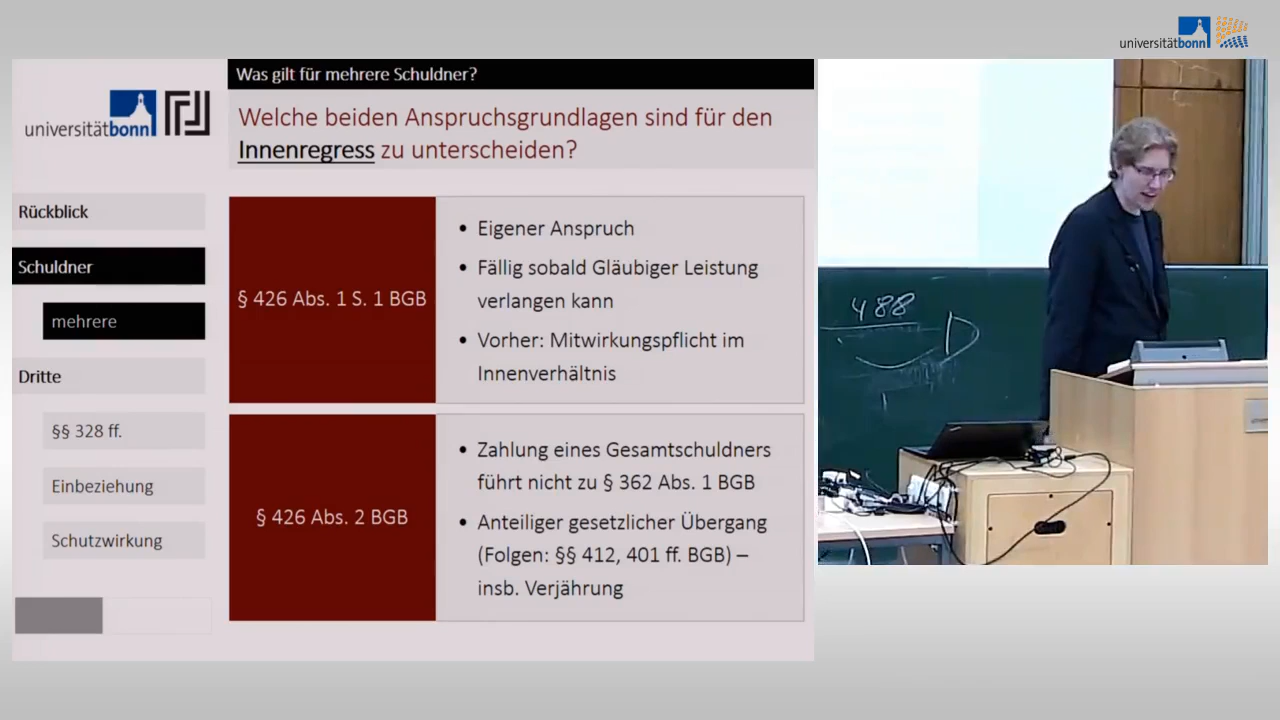 universitätbonn
Was gilt für mehrere Schuldner?
universitätbonn
Welche beiden Anspruchsgrundlagen sind für den
Innenregress zu unterscheiden?
Rückblick
Schuldner
mehrere
Dritte
§§ 328 ff.
Einbeziehung
Schutzwirkung
§ 426 Abs. 1 S. 1 BGB
• Eigener Anspruch
• Fällig sobald Gläubiger Leistung
verlangen kann
• Vorher: Mitwirkungspflicht im
Innenverhältnis
§ 426 Abs. 2 BGB
• Zahlung eines Gesamtschuldners
führt nicht zu § 362 Abs. 1 BGB
• Anteiliger gesetzlicher Übergang
(Folgen: §§ 412, 401 ff. BGB) –
insb. Verjährung
488